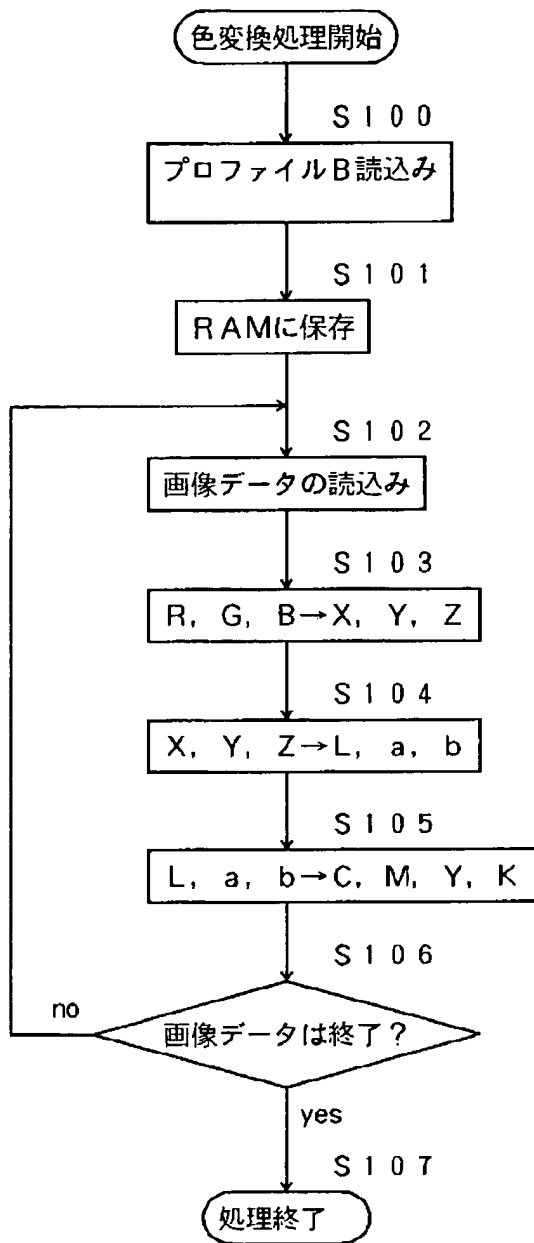 色変換処理開始
S100
プロファイルB読込み
S101
RAMに保存
S102
画像データの読込み
S103
R, G, B→X, Y, Z
S104
X, Y, Z→L, a, b
S105
L, a, b→C, M, Y, K
S106
no
画像データは終了?
yes
S107
処理終了